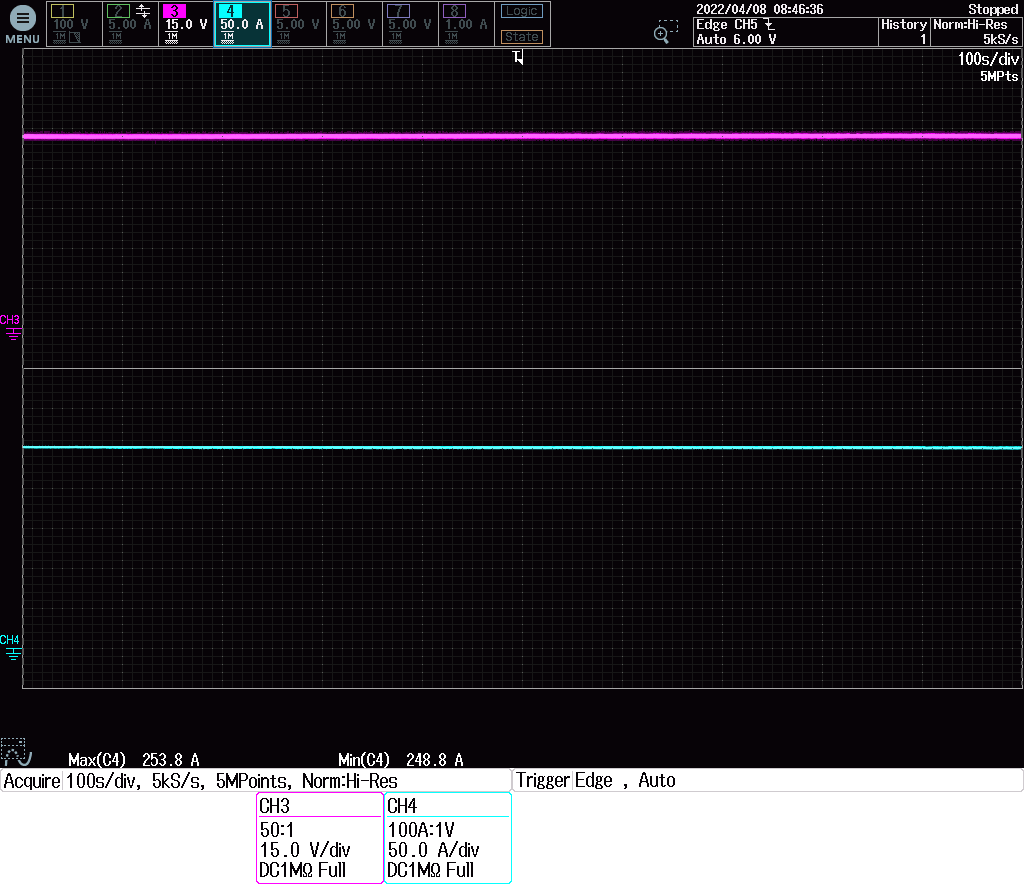 MENU
1 100 V 1M
2 5.00 A 1M
3 15.0 V 1M
4 50.0 A 1M
5 5.00 V 1M
6 5.00 V 1M
7 5.00 V 1M
8 1.00 A 1M
Logic
State
2022/04/08 08:46:36 Stopped
Edge CH5
Auto 6.00 V
History
1
Norm:Hi-Res
5kS/s
T
100s/div
5MPts
CH3
CH4
Max(C4) 253.8 A Min(C4) 248.8 A
Acquire 100s/div, 5kS/s, 5MPoints, Norm:Hi-Res Trigger Edge , Auto
CH3
50:1
15.0 V/div
DC1MΩ Full
CH4
100A:1V
50.0 A/div
DC1MΩ Full